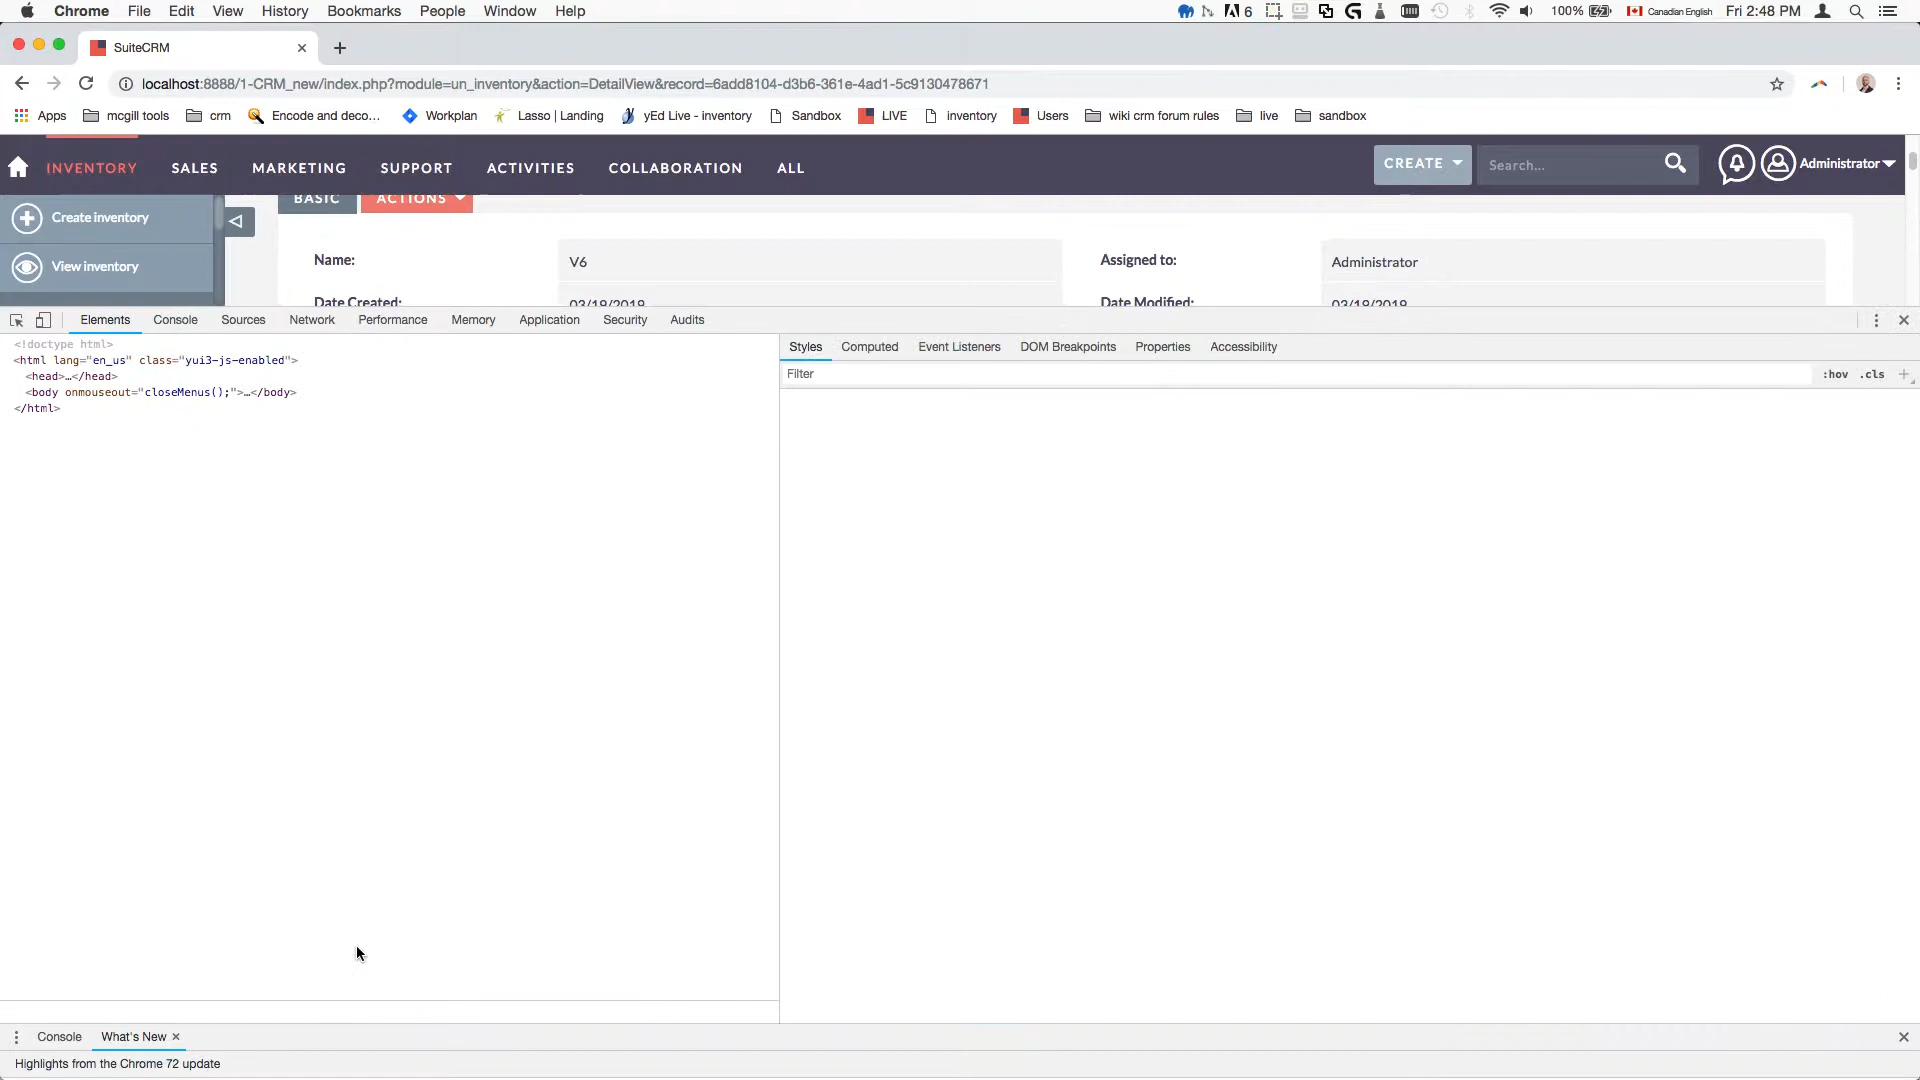 Chrome File Edit View History Bookmarks People Window Help 6 100% Canadian English Fri 2:48 PM
SuiteCRM
localhost:8888/1-CRM_new/index.php?module=un_inventory&action=DetailView&record=6add8104-d3b6-361e-4ad1-5c9130478671
Apps mcgill tools crm Encode and deco... Workplan Lasso | Landing yEd Live - inventory Sandbox LIVE inventory Users wiki crm forum rules live sandbox
INVENTORY SALES MARKETING SUPPORT ACTIVITIES COLLABORATION ALL CREATE Search... Administrator
BASIC ACTIONS
Create inventory
View inventory
Name: V6 Assigned to: Administrator
Date Created: 03/19/2019 Date Modified: 03/19/2019
Elements Console Sources Network Performance Memory Application Security Audits
<!doctype html>
<html lang="en_us" class="yui3-js-enabled">
<head>…</head>
<body onmouseout="closeMenus();">…</body>
</html>
Styles Computed Event Listeners DOM Breakpoints Properties Accessibility
Filter :hov .cls
Console What's New
Highlights from the Chrome 72 update